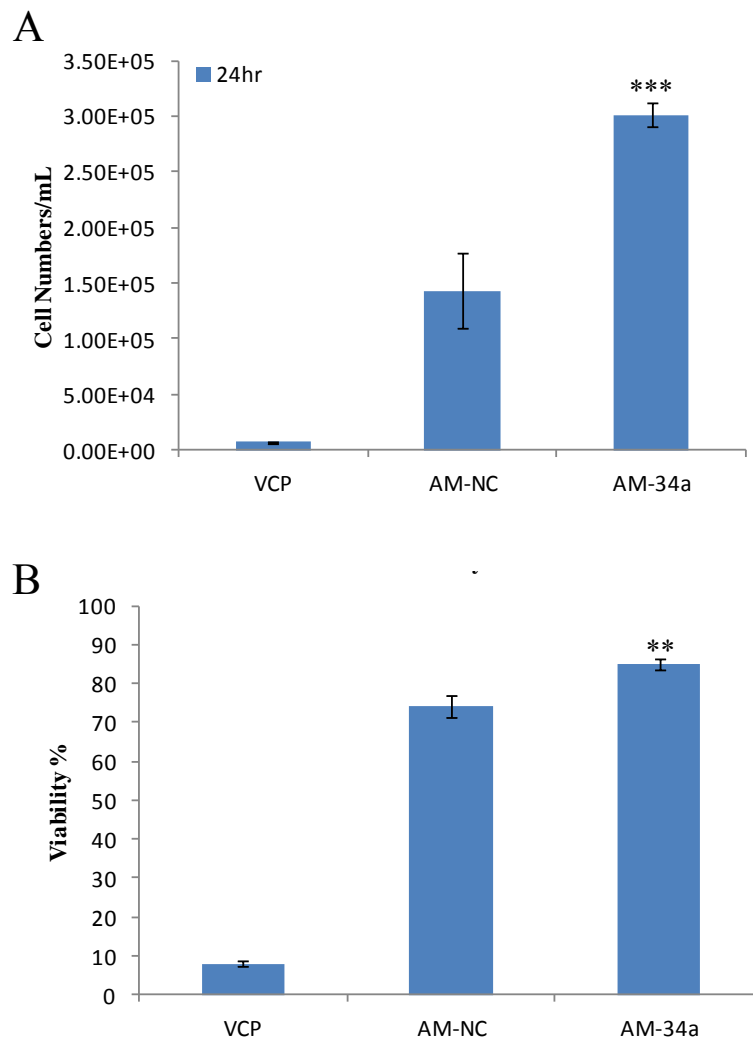 A
3.50E+05
24hr
3.00E+05
***
2.50E+05
2.00E+05
1.50E+05
1.00E+05
5.00E+04
0.00E+00
Cell Numbers/mL
VCP AM-NC AM-34a
B
100
90
**
80
70
60
50
40
30
20
10
0
Viability %
VCP AM-NC AM-34a